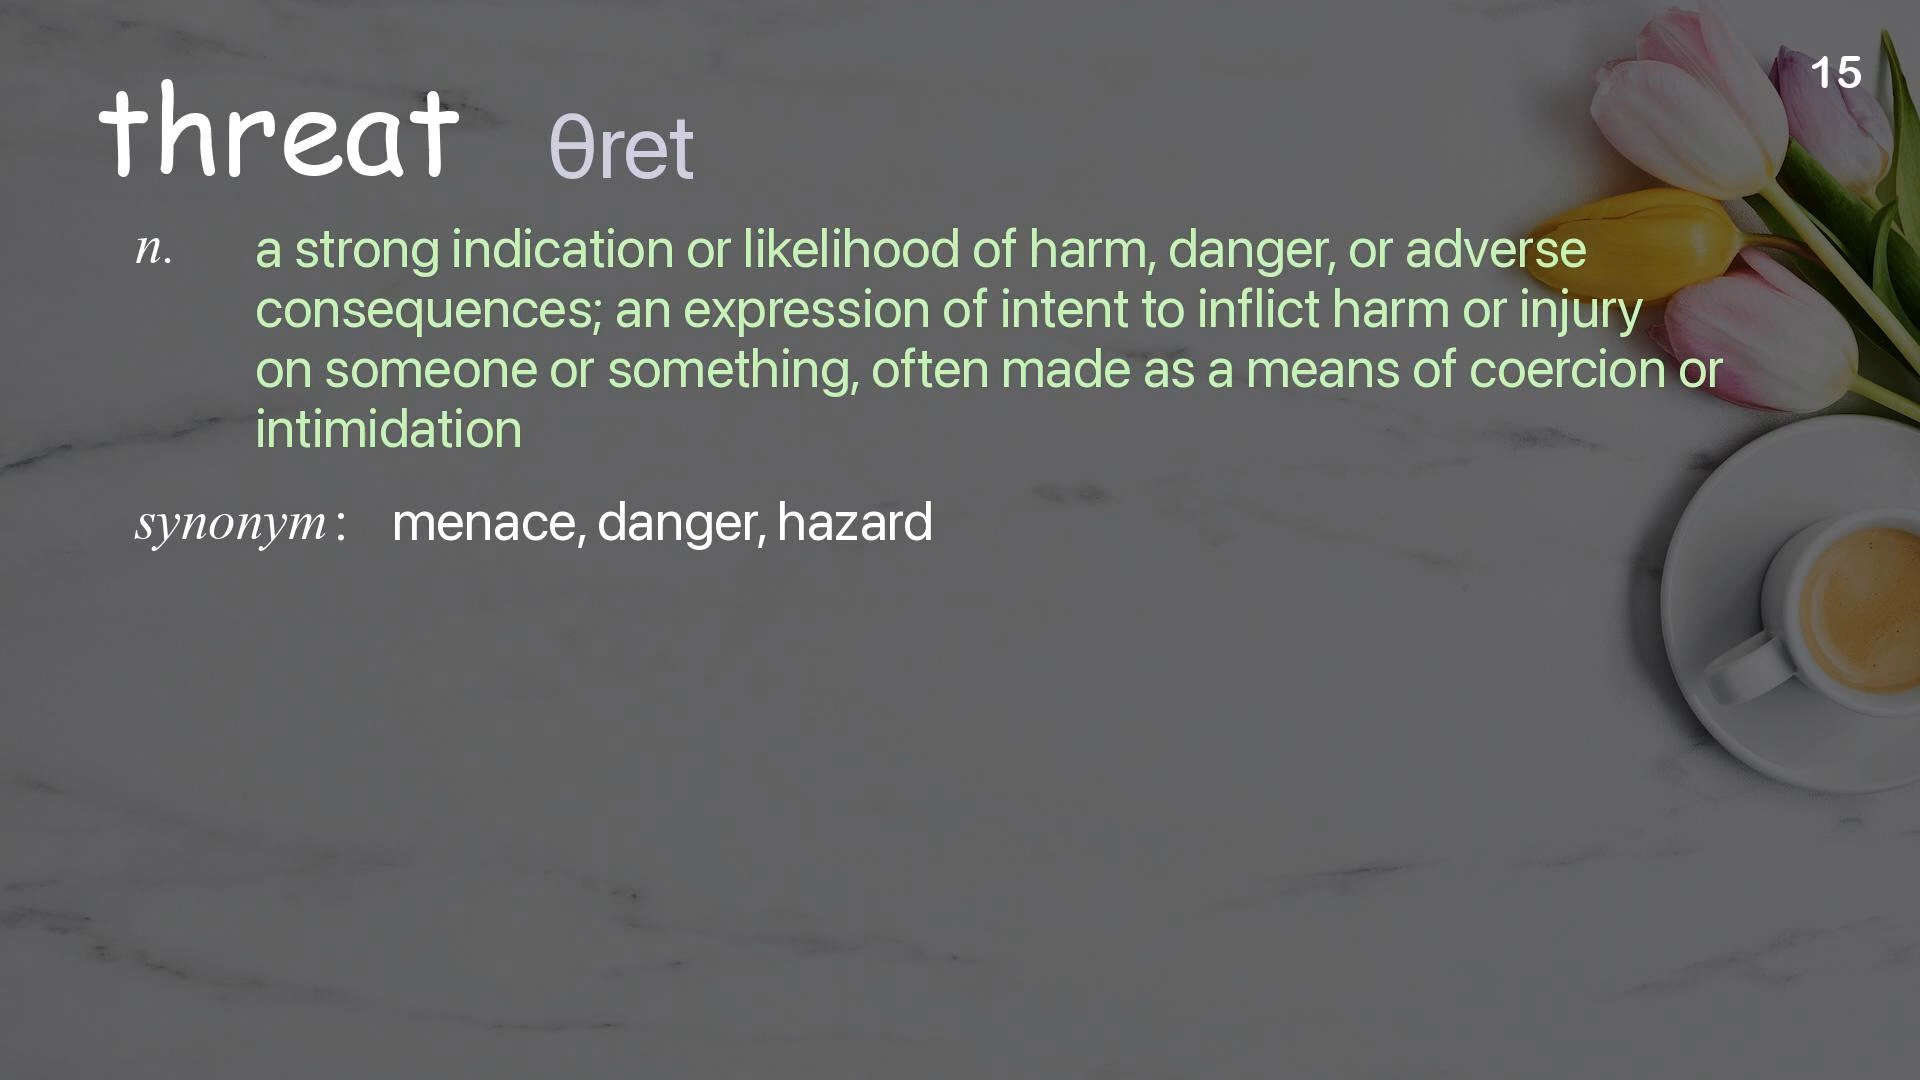 15
threat θret
n. a strong indication or likelihood of harm, danger, or adverse
consequences; an expression of intent to inflict harm or injury
on someone or something, often made as a means of coercion or
intimidation
synonym: menace, danger, hazard